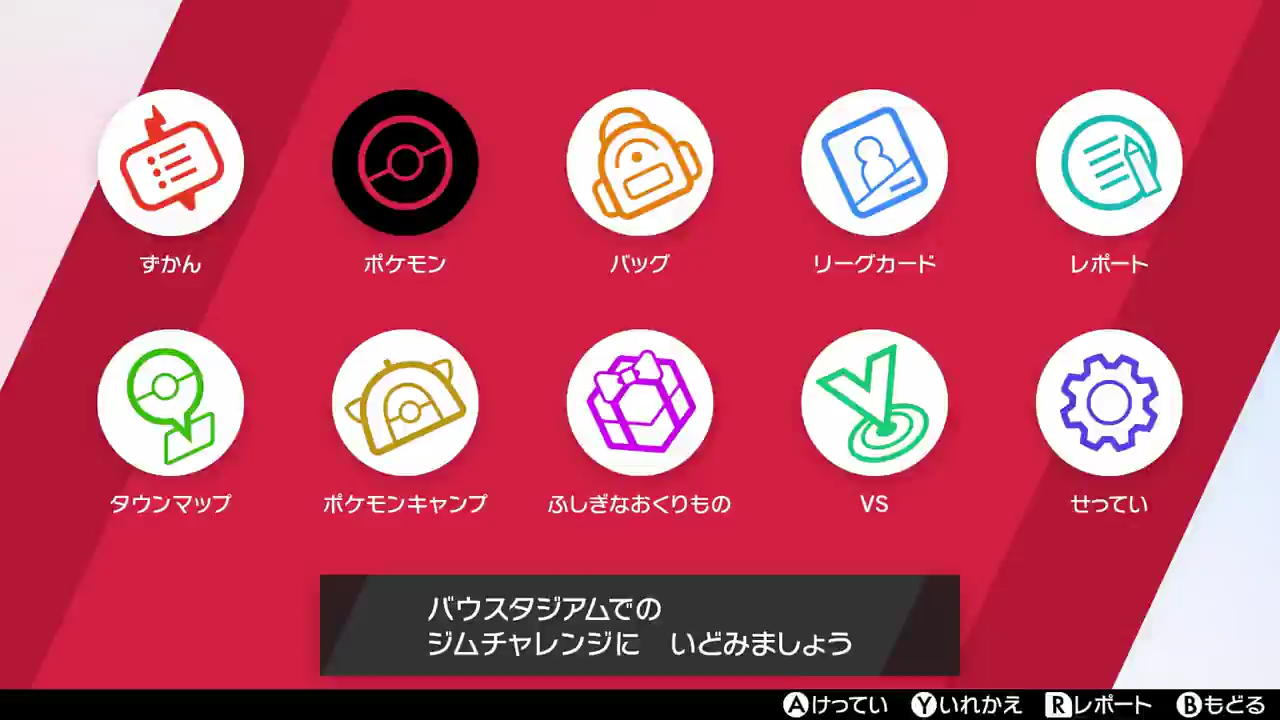 ずかん
ポケモン
バッグ
リーグカード
レポート
タウンマップ
ポケモンキャンプ
ふしぎなおくりもの
VS
せってい
バウスタジアムでの
ジムチャレンジに　いどみましょう
Aけってい Yいれかえ Rレポート Bもどる